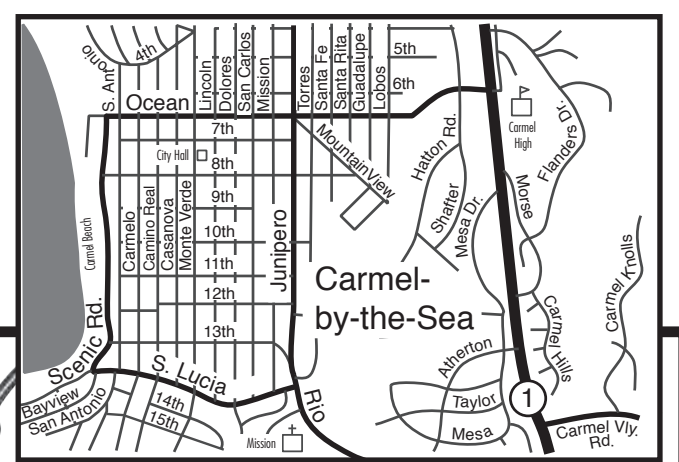 S. Antonio
4th
Ocean
Lincoln
Dolores
San Carlos
Mission
Torres
Santa Fe
Santa Rita
Guadalupe
Lobos
5th
6th
7th
City Hall
8th
9th
10th
11th
12th
13th
Carmelo
Camino Real
Casanova
Monte Verde
Junipero
Mountain View
Hatton Rd.
Shafter
Mesa Dr.
Carmel
High
Flanders Dr.
Morse
Carmel Knolls
Carmel Hills
Carmel Beach
Scenic Rd.
Carmel-
by-the-Sea
S. Lucia
Bayview
San Antonio
14th
15th
Mission
Rio
Atherton
Taylor
Mesa
1
Carmel Vly.
Rd.